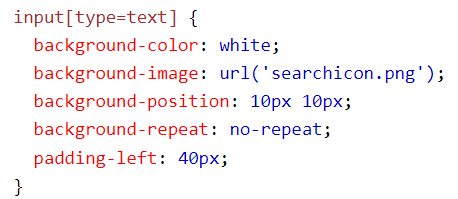 input[type=text] {
  background-color: white;
  background-image: url('searchicon.png');
  background-position: 10px 10px;
  background-repeat: no-repeat;
  padding-left: 40px;
}